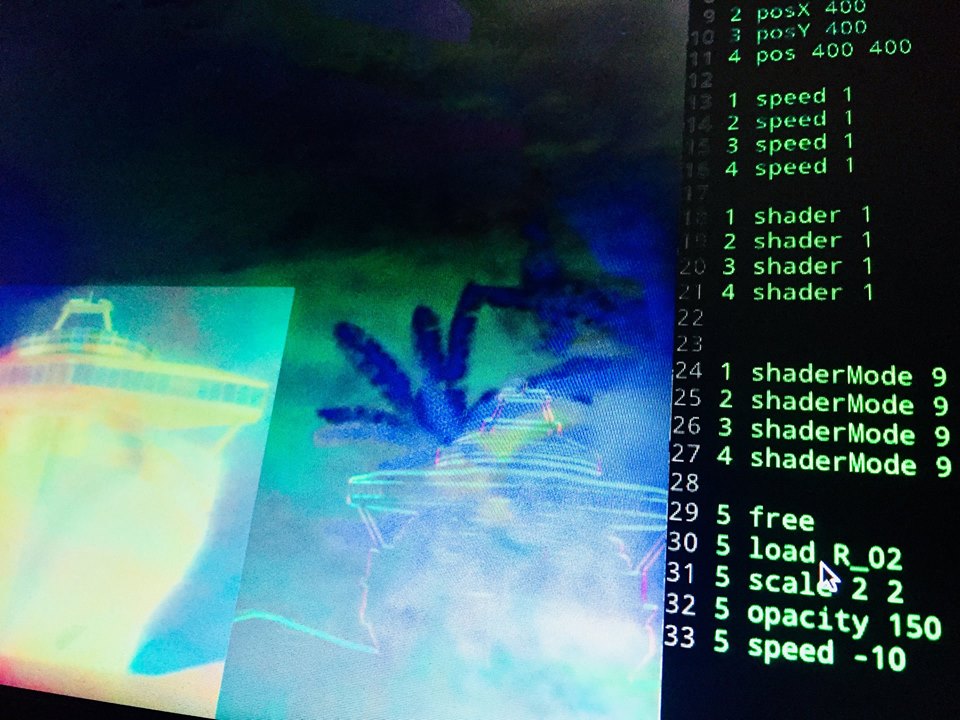 9 2 posX 400
10 3 posY 400
11 4 pos 400 400
12
13 1 speed 1
14 2 speed 1
15 3 speed 1
16 4 speed 1
17
18 1 shader 1
19 2 shader 1
20 3 shader 1
21 4 shader 1
22
23
24 1 shaderMode 9
25 2 shaderMode 9
26 3 shaderMode 9
27 4 shaderMode 9
28
29 5 free
30 5 load R_02
31 5 scale 2 2
32 5 opacity 150
33 5 speed -10